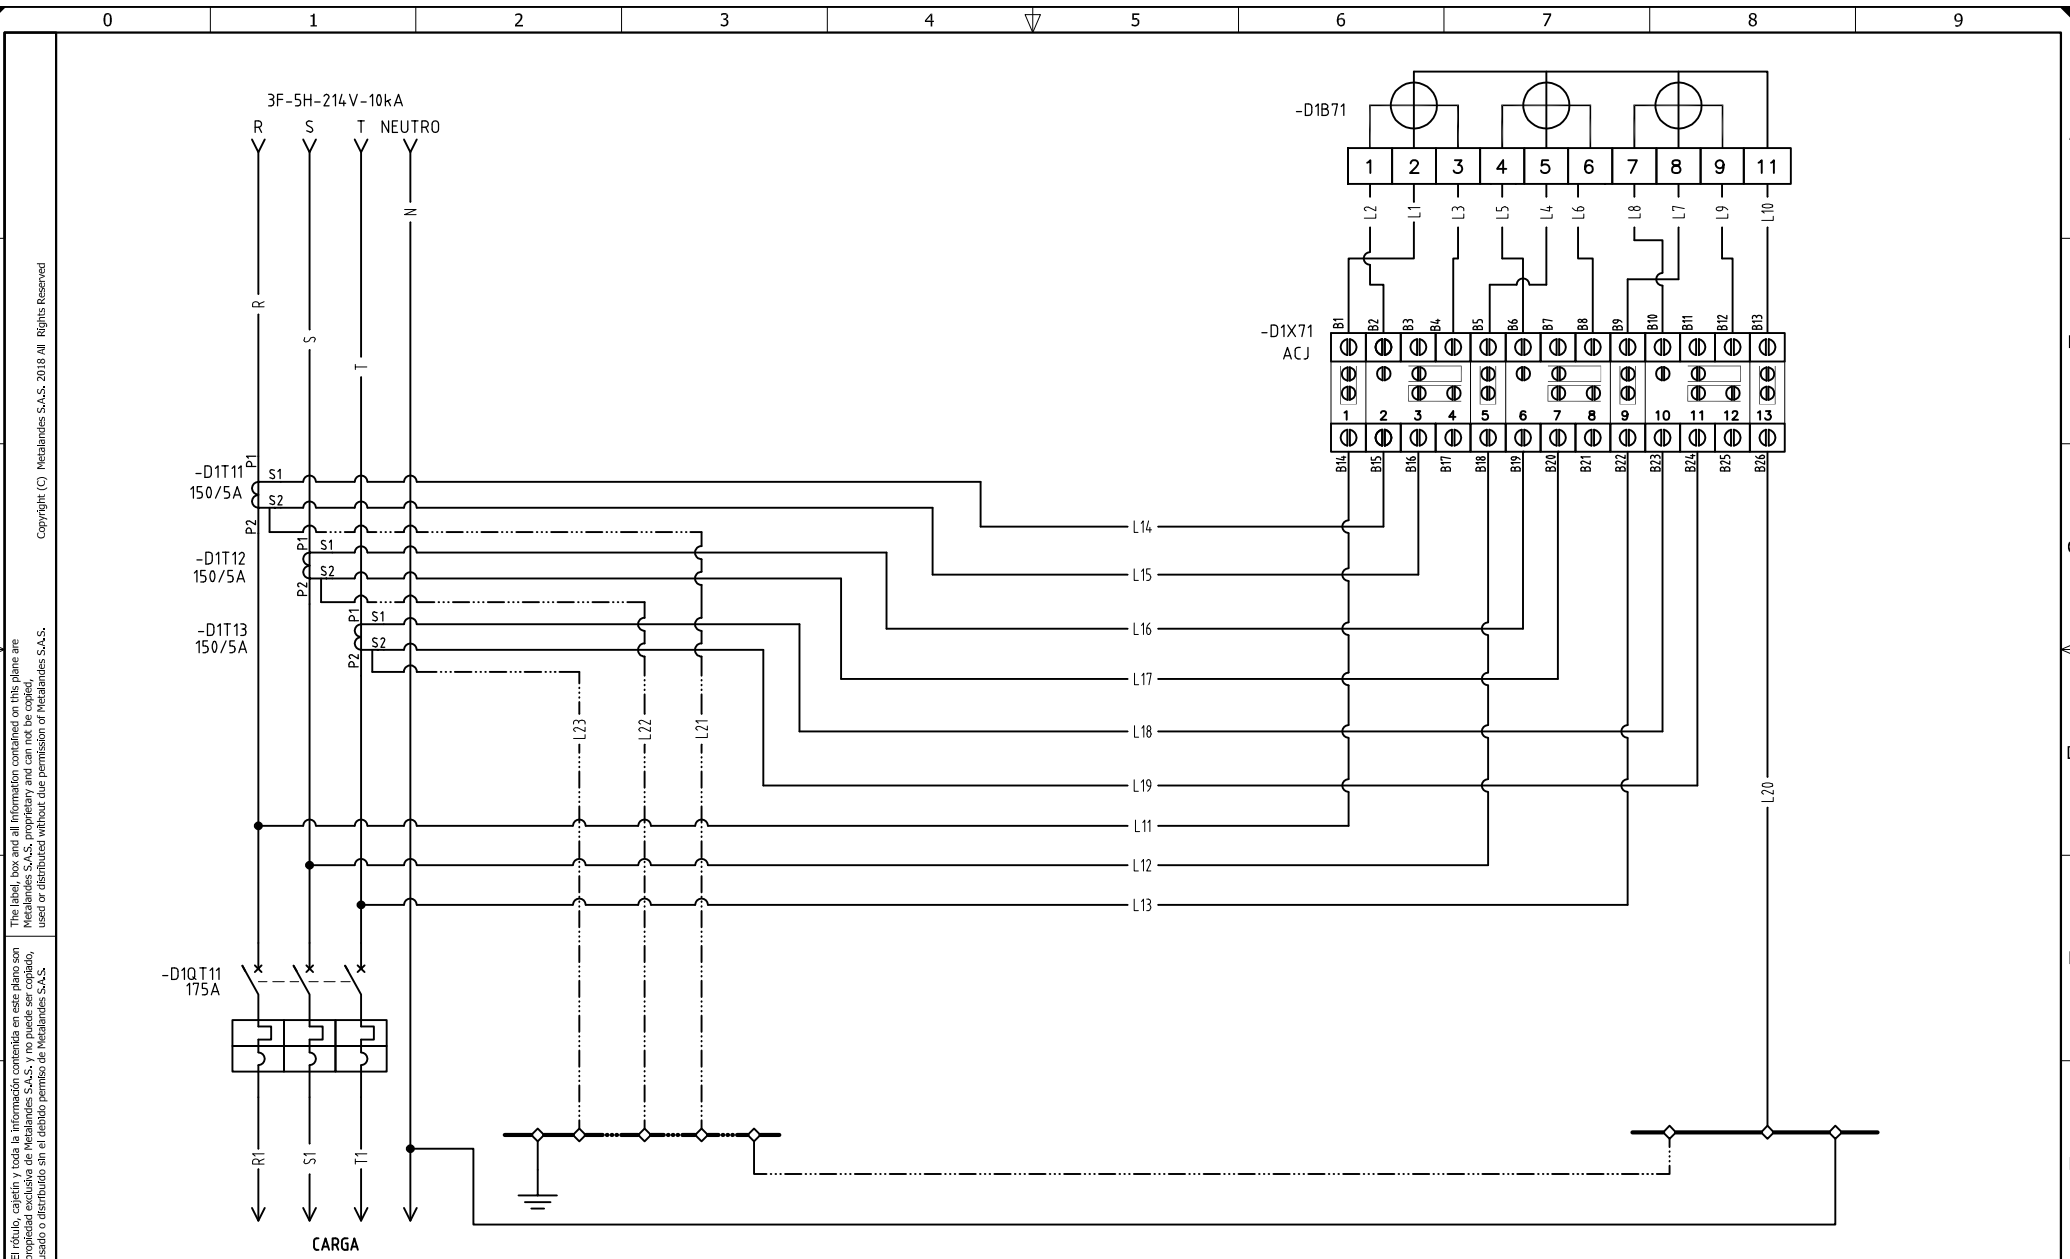 0 1 2 3 4 5 6 7 8 9
3F-5H-214V-10kA
R S T NEUTRO
-D1B71
1 2 3 4 5 6 7 8 9 11
L2 L1 L3 L5 L4 L6 L8 L7 L9 L10
N
R
S
T
-D1X71
ACJ
B1 B2 B3 B4 B5 B6 B7 B8 B9 B10 B11 B12 B13
1 2 3 4 5 6 7 8 9 10 11 12 13
B14 B15 B16 B17 B18 B19 B20 B21 B22 B23 B24 B25 B26
-D1T11
150/5A
P1
S1
S2
P2
-D1T12
150/5A
P1
S1
S2
P2
-D1T13
150/5A
P1
S1
S2
P2
L14
L15
L16
L17
L18
L19
L11
L12
L13
L23 L22 L21
L20
-D1QT11
175A
R1 S1 T1
CARGA
The label, box and all information contained on this plane are
Metalandes S.A.S. proprietary and can not be copied,
used or distributed without due permission of Metalandes S.A.S.
Copyright (C) Metalandes S.A.S. 2018 All Rights Reserved
El rótulo, cajetín y toda la información contenida en este plano son
propiedad exclusiva de Metalandes S.A.S. y no puede ser copiado,
usado o distribuido sin el debido permiso de Metalandes S.A.S.